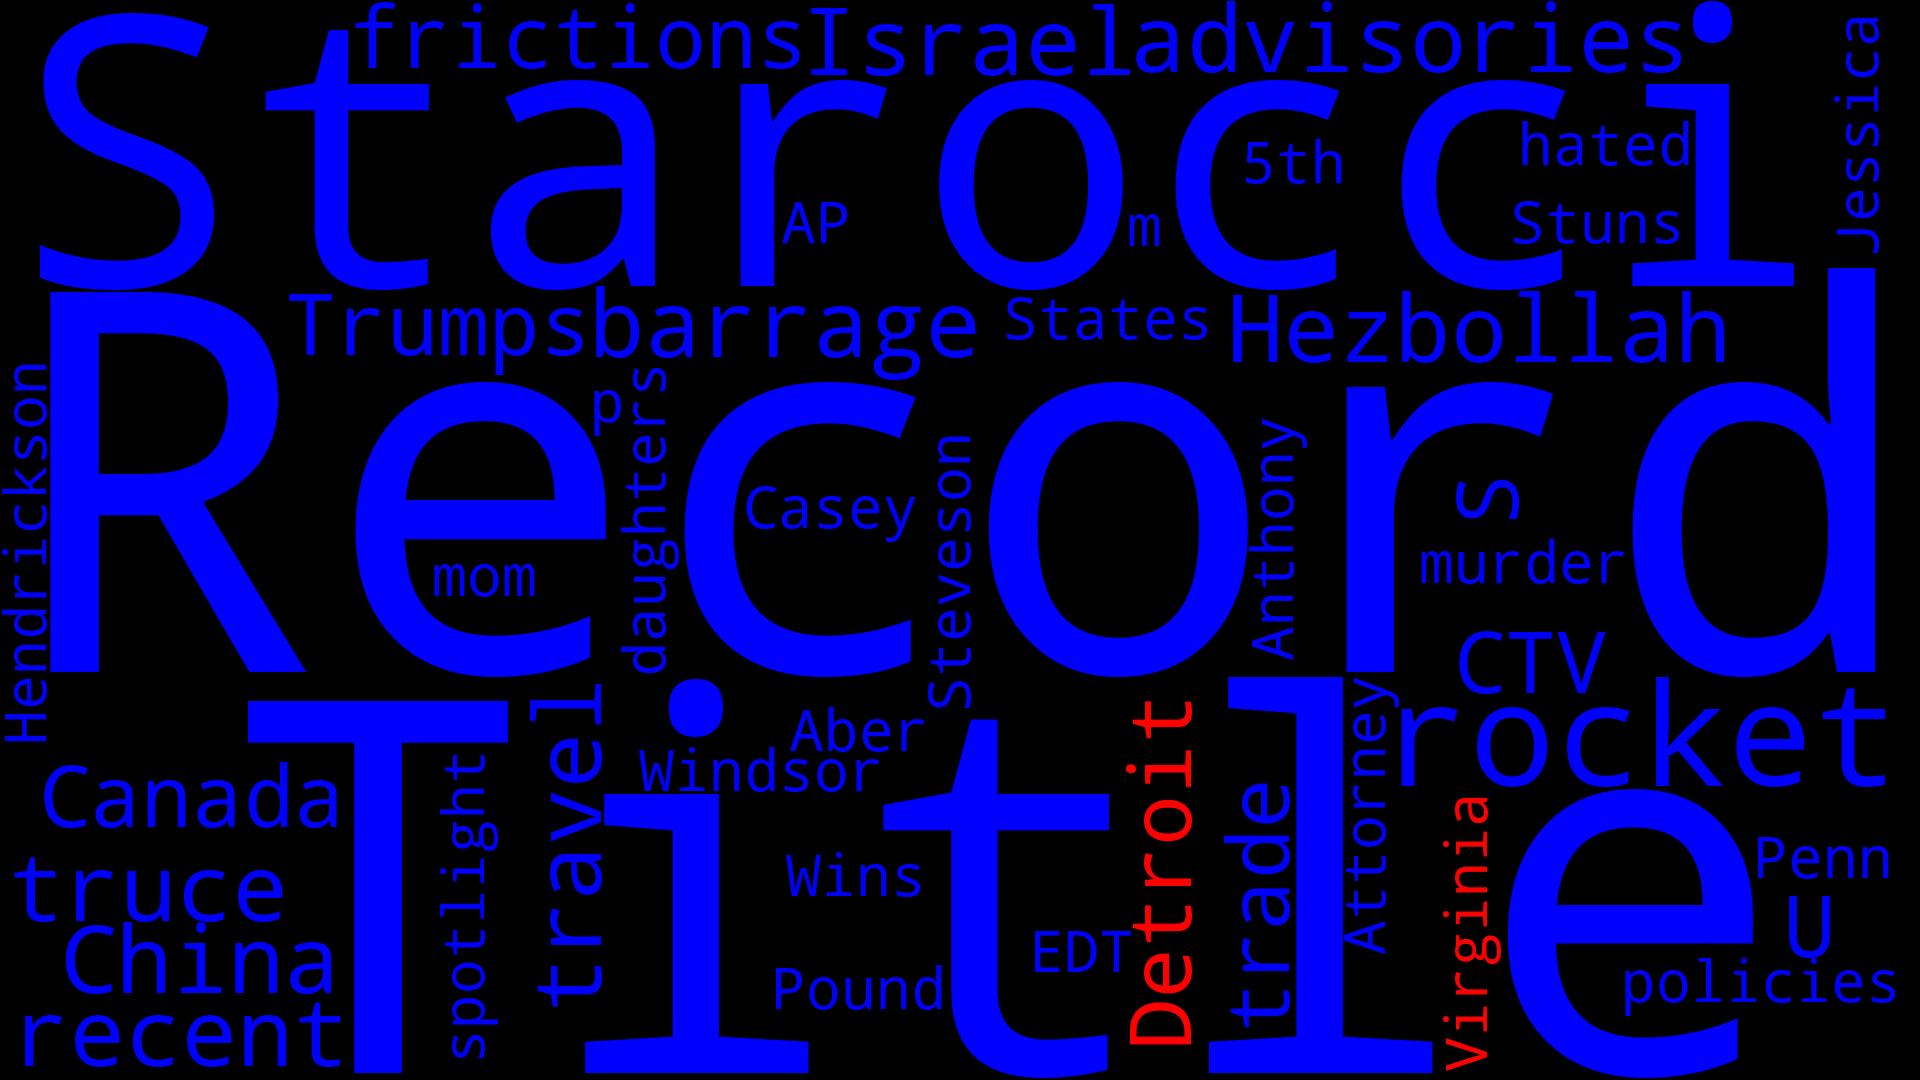 frictions Israel advisories
Jessica
Starocci
5th
hated
AP
m
Stuns
Trumps barrage States Hezbollah
Record
Hendrickson
p
daughters
Casey
Steveson
Anthony
s
mom
murder
CTV
Title
travel
Aber
Windsor
Detroit
Attorney
rocket
Canada
spotlight
trade
Virginia
truce
Wins
Penn
China
EDT
U
Pound
policies
recent